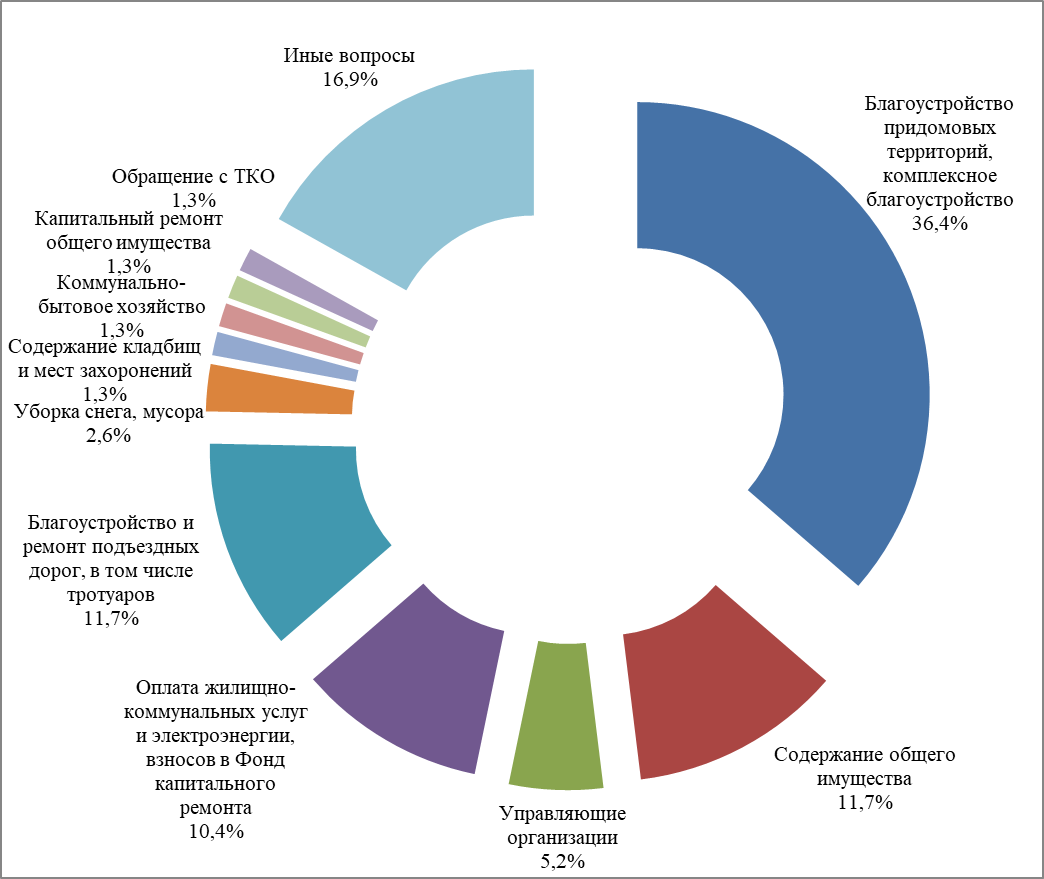 Иные вопросы
16,9%
Благоустройство
придомовых
территорий,
комплексное
благоустройство
36,4%
Обращение с ТКО
1,3%
Капитальный ремонт
общего имущества
1,3%
Коммунально-
бытовое хозяйство
1,3%
Содержание кладбищ
и мест захоронений
1,3%
Уборка снега, мусора
2,6%
Благоустройство и
ремонт подъездных
дорог, в том числе
тротуаров
11,7%
Оплата жилищно-
коммунальных услуг
и электроэнергии,
взносов в Фонд
капитального
ремонта
10,4%
Управляющие
организации
5,2%
Содержание общего
имущества
11,7%